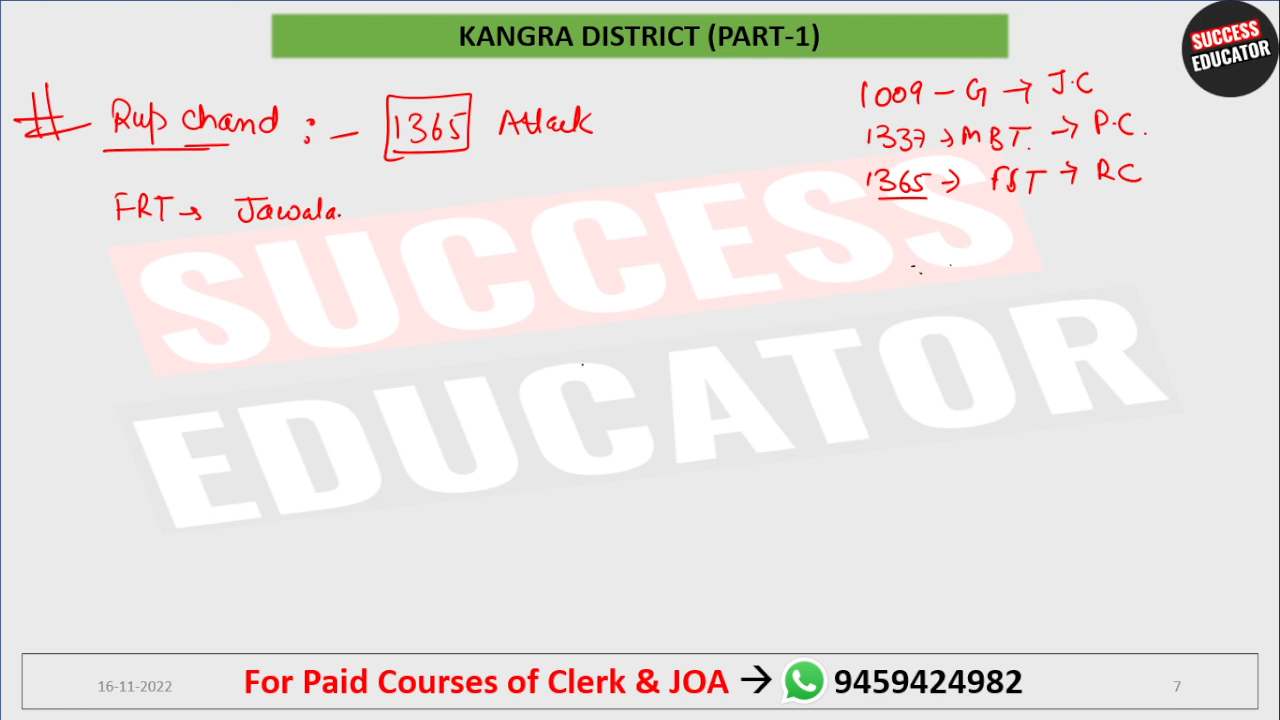 KANGRA DISTRICT (PART-1)
SUCCESS
EDUCATOR
# Rup chand :- 1365 Attack
1009 - G → J.C
1337 → MBT. → P.C.
1365 → FST → RC
FRT → Jawala
SUCCESS
EDUCATOR
16-11-2022
For Paid Courses of Clerk & JOA → 9459424982
7